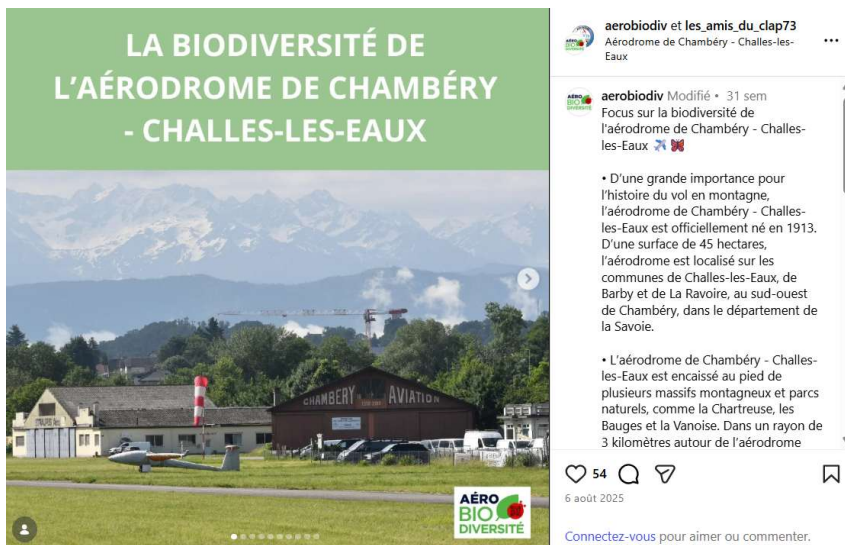 LA BIODIVERSITÉ DE
L'AÉRODROME DE CHAMBÉRY
- CHALLES-LES-EAUX
CHAMBERY AVIATION
AÉRO
BIO
DIVERSITÉ
aerobiodiv et les_amis_du_clap73
Aérodrome de Chambéry - Challes-les-
Eaux
aerobiodiv Modifié • 31 sem
Focus sur la biodiversité de
l'aérodrome de Chambéry - Challes-
les-Eaux ✈️ 🦋
• D'une grande importance pour
l'histoire du vol en montagne,
l'aérodrome de Chambéry - Challes-
les-Eaux est officiellement né en 1913.
D'une surface de 45 hectares,
l'aérodrome est localisé sur les
communes de Challes-les-Eaux, de
Barby et de La Ravoire, au sud-ouest
de Chambéry, dans le département de
la Savoie.
• L'aérodrome de Chambéry - Challes-
les-Eaux est encaissé au pied de
plusieurs massifs montagneux et parcs
naturels, comme la Chartreuse, les
Bauges et la Vanoise. Dans un rayon de
3 kilomètres autour de l'aérodrome
54
6 août 2025
Connectez-vous pour aimer ou commenter.